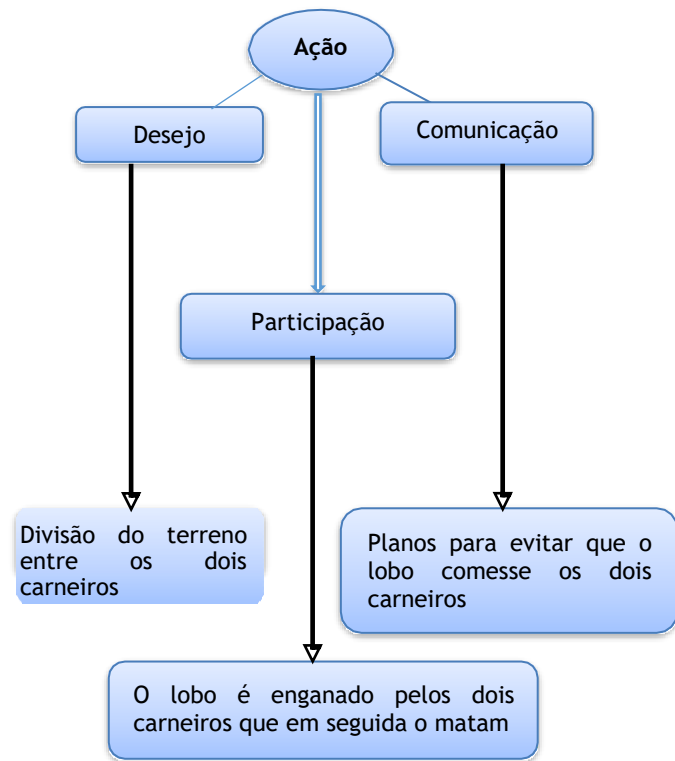 Ação
Desejo
Comunicação
Participação
Divisão do terreno
entre os dois
carneiros
Planos para evitar que o
lobo comesse os dois
carneiros
O lobo é enganado pelos dois
carneiros que em seguida o matam